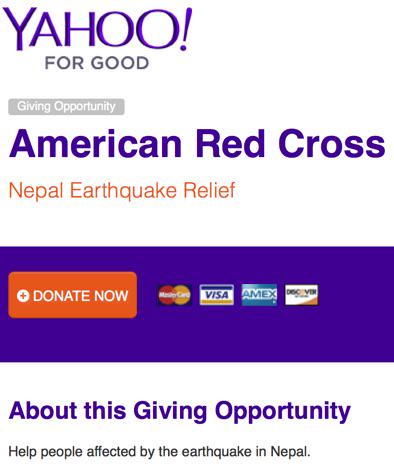 YAHOO!
FOR GOOD
Giving Opportunity
American Red Cross
Nepal Earthquake Relief
DONATE NOW MasterCard VISA AMEX DISCOVER
About this Giving Opportunity
Help people affected by the earthquake in Nepal.